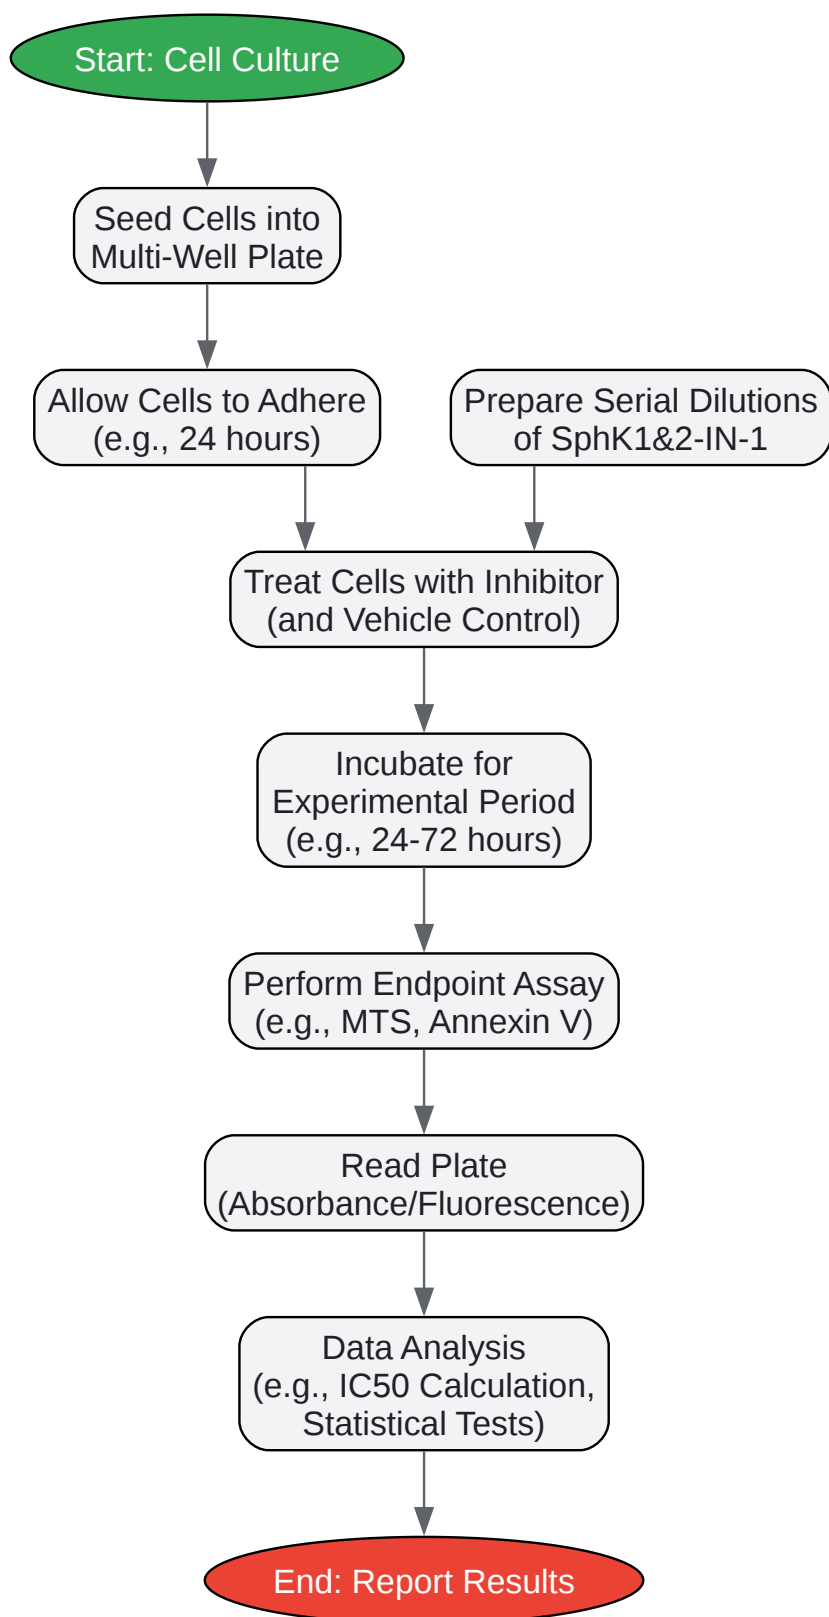 Start: Cell Culture
Seed Cells into
Multi-Well Plate
Allow Cells to Adhere
(e.g., 24 hours)
Prepare Serial Dilutions
of SphK1&2-IN-1
Treat Cells with Inhibitor
(and Vehicle Control)
Incubate for
Experimental Period
(e.g., 24-72 hours)
Perform Endpoint Assay
(e.g., MTS, Annexin V)
Read Plate
(Absorbance/Fluorescence)
Data Analysis
(e.g., IC50 Calculation,
Statistical Tests)
End: Report Results